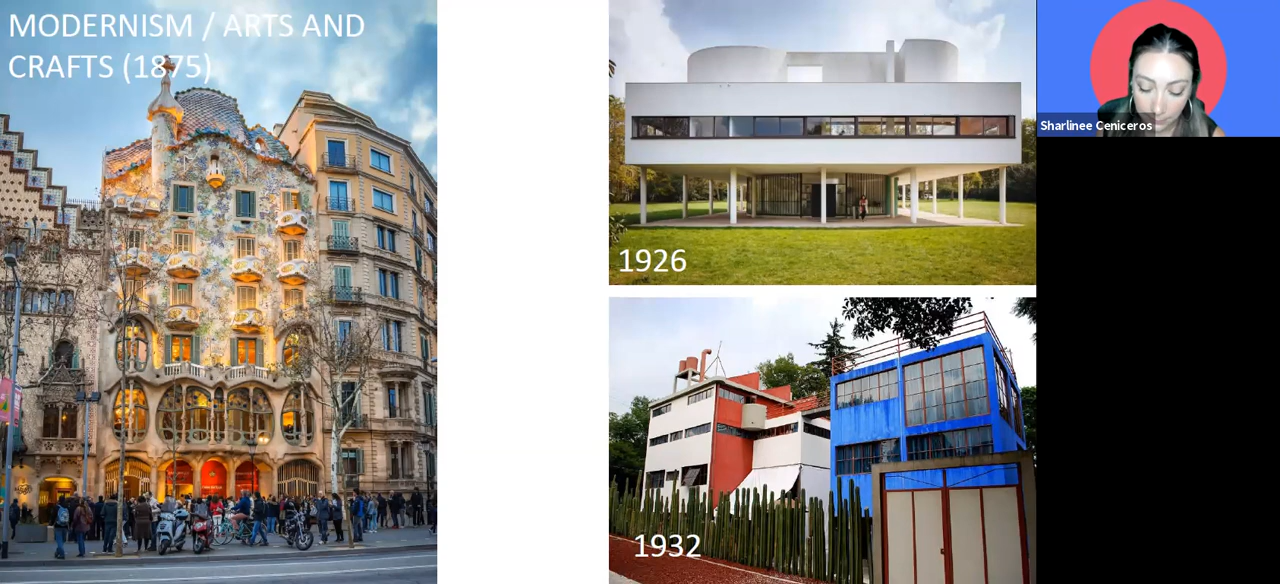 MODERNISM / ARTS AND
CRAFTS (1875)
1926
1932
Sharlinee Ceniceros